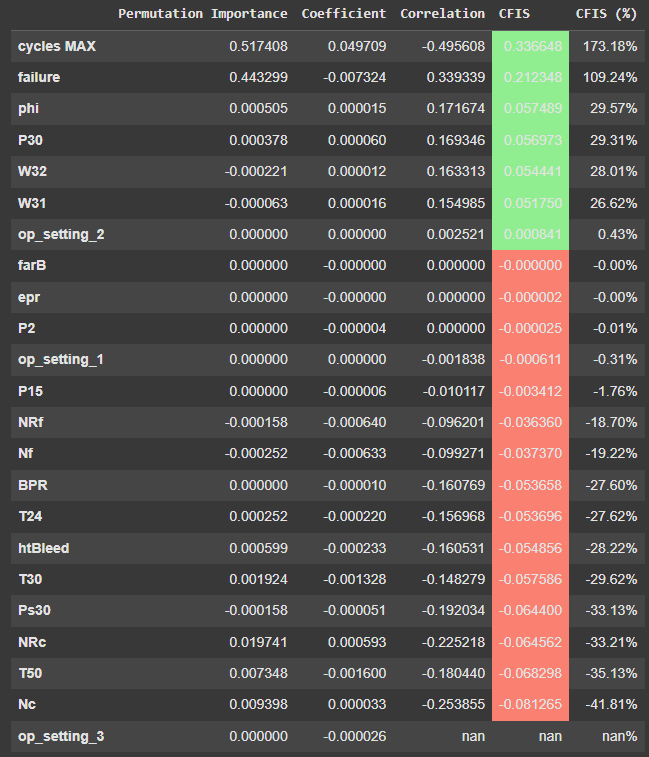 Permutation Importance Coefficient Correlation CFIS CFIS (%)
cycles MAX 0.517408 0.049709 -0.495608 0.336648 173.18%
failure 0.443299 -0.007324 0.339339 0.212348 109.24%
phi 0.000505 0.000015 0.171674 0.057489 29.57%
P30 0.000378 0.000060 0.169346 0.056973 29.31%
W32 -0.000221 0.000012 0.163313 0.054441 28.01%
W31 -0.000063 0.000016 0.154985 0.051750 26.62%
op_setting_2 0.000000 0.000000 0.002521 0.000841 0.43%
farB 0.000000 -0.000000 0.000000 -0.000000 -0.00%
epr 0.000000 -0.000000 0.000000 -0.000002 -0.00%
P2 0.000000 -0.000004 0.000000 -0.000025 -0.01%
op_setting_1 0.000000 0.000000 -0.001838 -0.000611 -0.31%
P15 0.000000 -0.000006 -0.010117 -0.003412 -1.76%
NRf -0.000158 -0.000640 -0.096201 -0.036360 -18.70%
Nf -0.000252 -0.000633 -0.099271 -0.037370 -19.22%
BPR 0.000000 -0.000010 -0.160769 -0.053658 -27.60%
T24 0.000252 -0.000220 -0.156968 -0.053696 -27.62%
htBleed 0.000599 -0.000233 -0.160531 -0.054856 -28.22%
T30 0.001924 -0.001328 -0.148279 -0.057586 -29.62%
Ps30 -0.000158 -0.000051 -0.192034 -0.064400 -33.13%
NRc 0.019741 0.000593 -0.225218 -0.064562 -33.21%
T50 0.007348 -0.001600 -0.180440 -0.068298 -35.13%
Nc 0.009398 0.000033 -0.253855 -0.081265 -41.81%
op_setting_3 0.000000 -0.000026 nan nan nan%